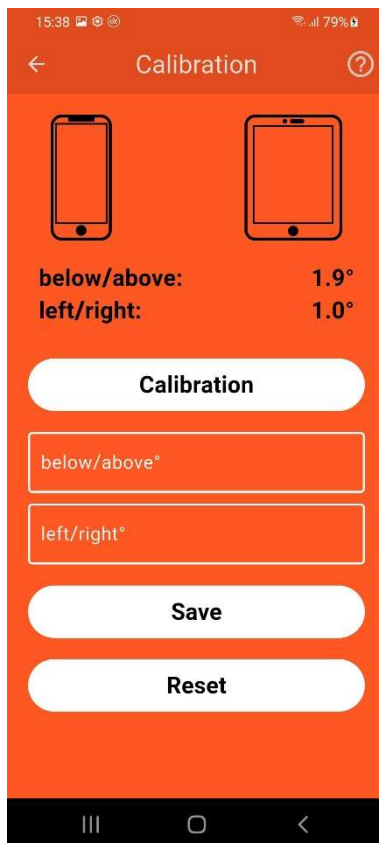 15:38 79%
Calibration
?
below/above: 1.9°
left/right: 1.0°
Calibration
below/above°
left/right°
Save
Reset